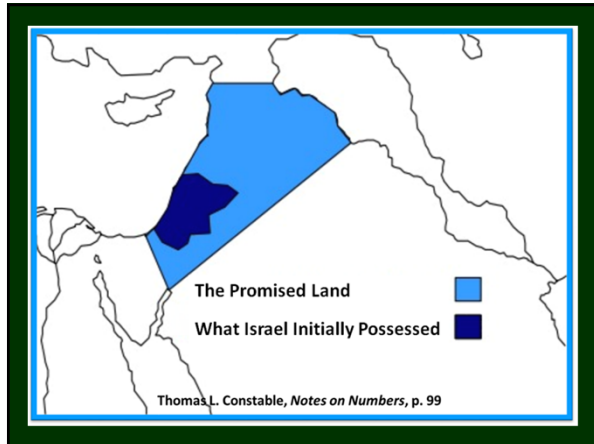 The Promised Land
What Israel Initially Possessed
Thomas L. Constable, Notes on Numbers, p. 99